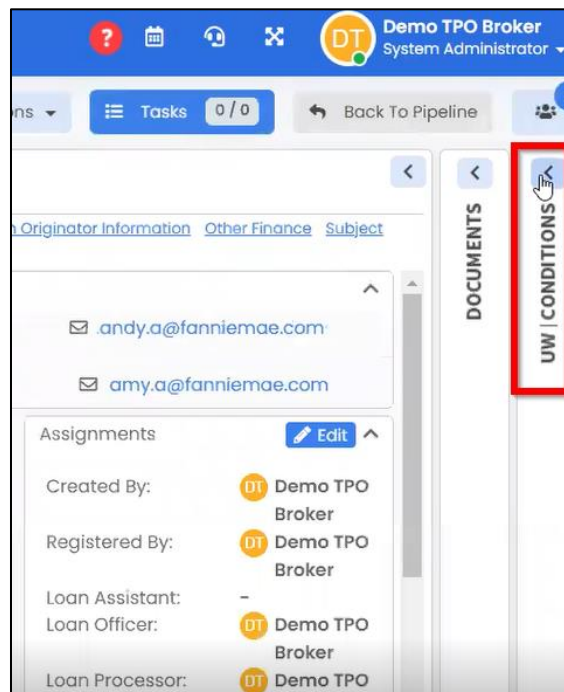 ?
DT
Demo TPO Broker
System Administrator
ns
Tasks 0 / 0
Back To Pipeline
DOCUMENTS
UW | CONDITIONS
Originator Information Other Finance Subject
.andy.a@fanniemae.com
amy.a@fanniemae.com
Assignments Edit
Created By: DT Demo TPO
Broker
Registered By: DT Demo TPO
Broker
Loan Assistant: -
Loan Officer: DT Demo TPO
Broker
Loan Processor: DT Demo TPO